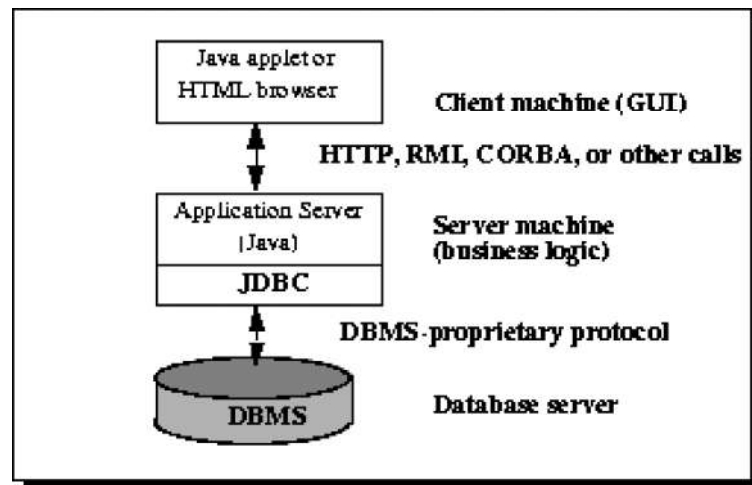 Java applet or
HTML browser
Client machine (GUI)
HTTP, RMI, CORBA, or other calls
Application Server
(Java)
Server machine
(business logic)
JDBC
DBMS-proprietary protocol
DBMS
Database server